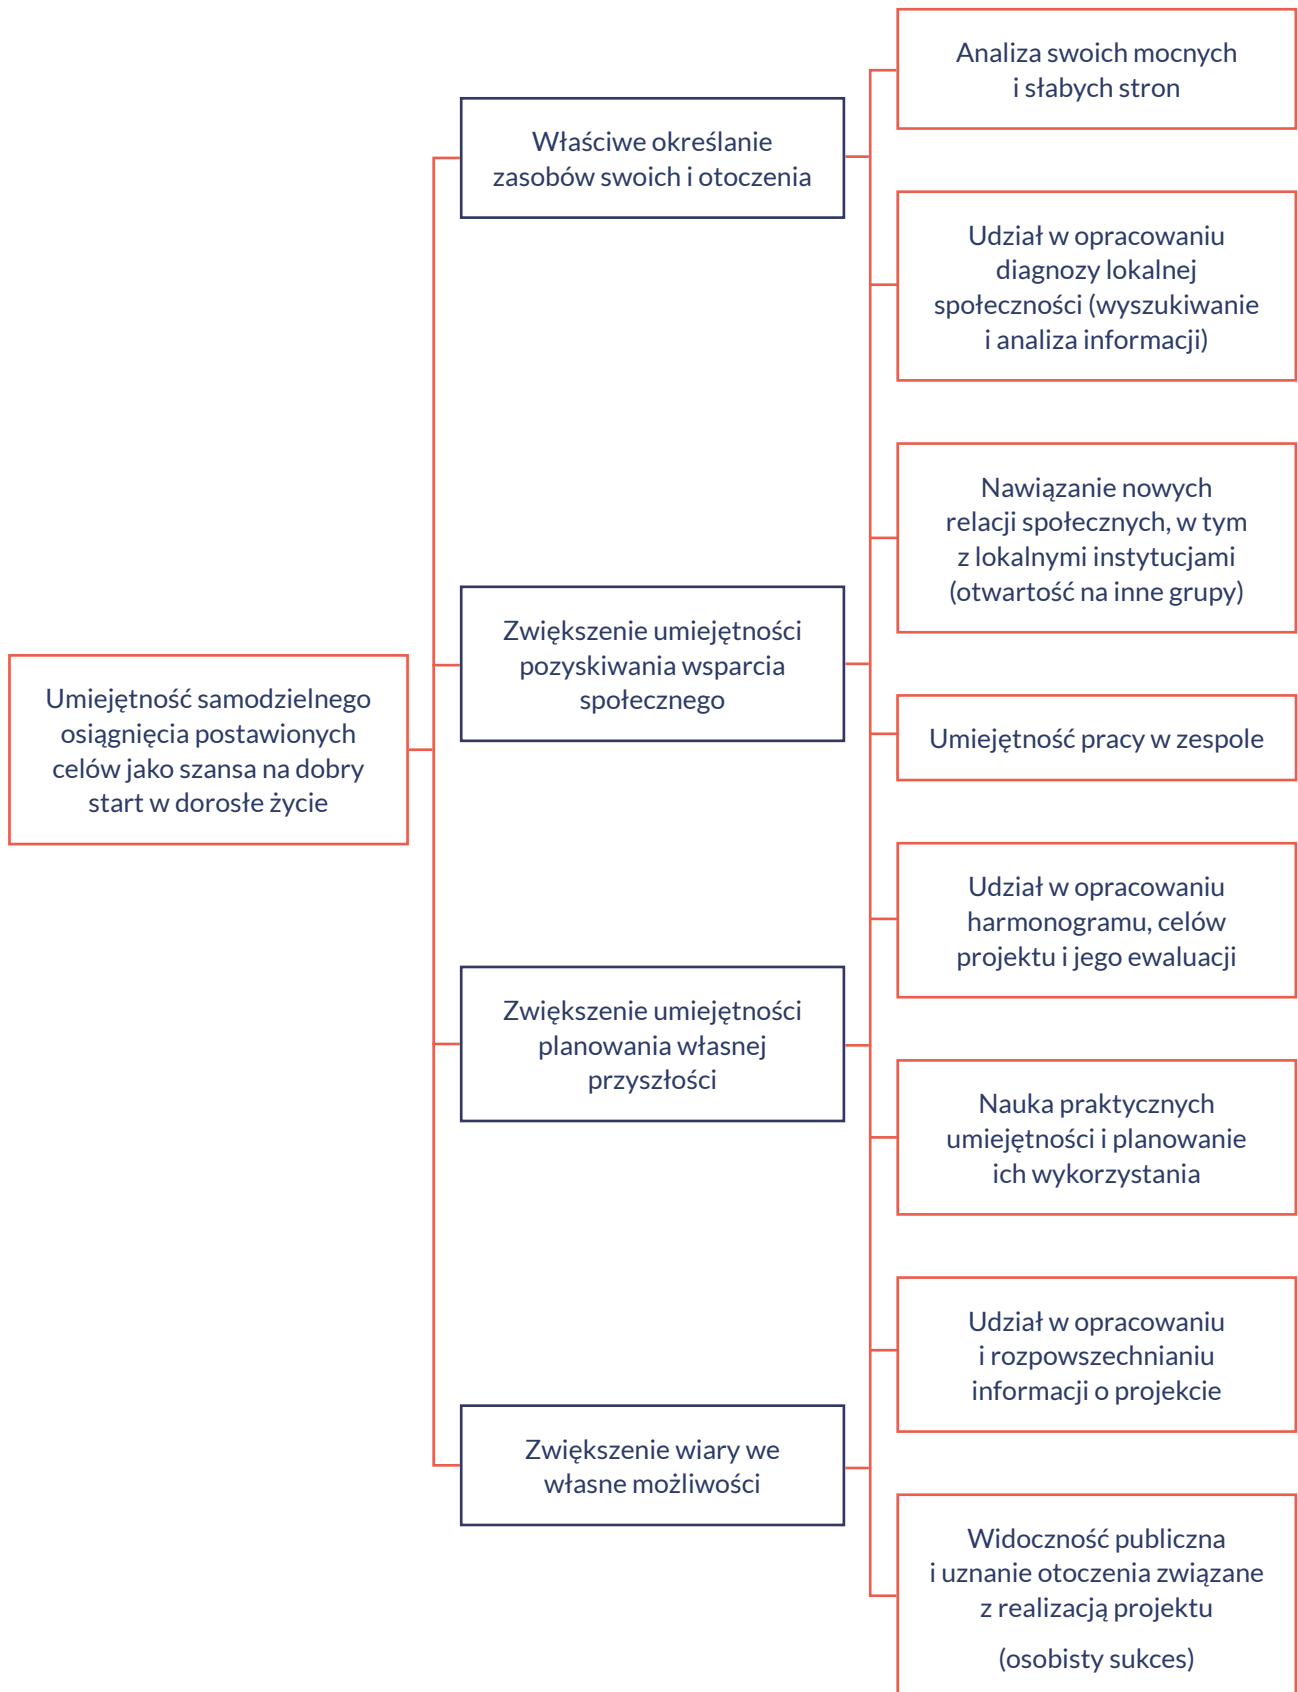 Umiejętność samodzielnego
osiągnięcia postawionych
celów jako szansa na dobry
start w dorosłe życie
Właściwe określanie
zasobów swoich i otoczenia
Zwiększenie umiejętności
pozyskiwania wsparcia
społecznego
Zwiększenie umiejętności
planowania własnej
przyszłości
Zwiększenie wiary we
własne możliwości
Analiza swoich mocnych
i słabych stron
Udział w opracowaniu
diagnozy lokalnej
społeczności (wyszukiwanie
i analiza informacji)
Nawiązanie nowych
relacji społecznych, w tym
z lokalnymi instytucjami
(otwartość na inne grupy)
Umiejętność pracy w zespole
Udział w opracowaniu
harmonogramu, celów
projektu i jego ewaluacji
Nauka praktycznych
umiejętności i planowanie
ich wykorzystania
Udział w opracowaniu
i rozpowszechnianiu
informacji o projekcie
Widoczność publiczna
i uznanie otoczenia związane
z realizacją projektu
(osobisty sukces)